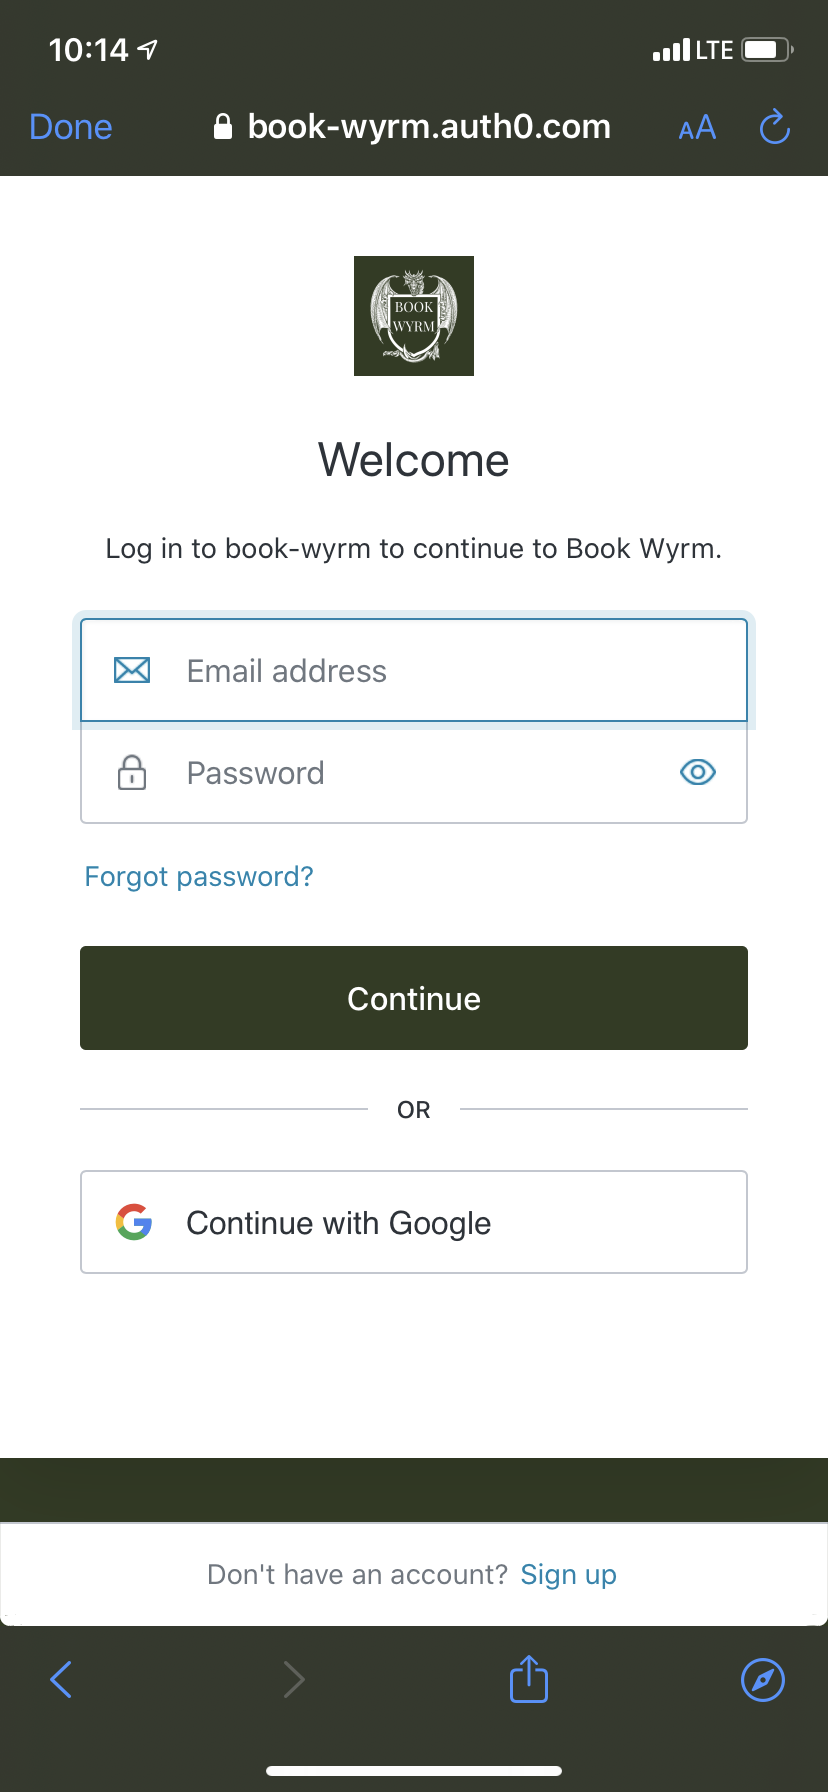 10:14
LTE
Done
book-wyrm.auth0.com
AA
BOOK
WYRM
Welcome
Log in to book-wyrm to continue to Book Wyrm.
Email address
Password
Forgot password?
Continue
OR
Continue with Google
Don't have an account? Sign up